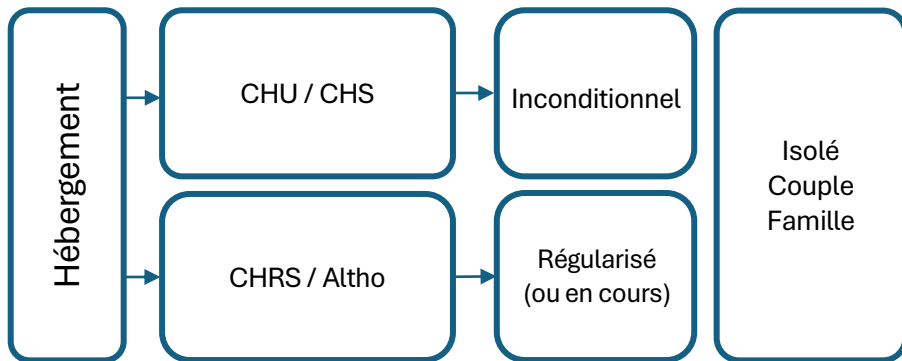 Hébergement
CHU / CHS
Inconditionnel
CHRS / Altho
Régularisé
(ou en cours)
Isolé
Couple
Famille